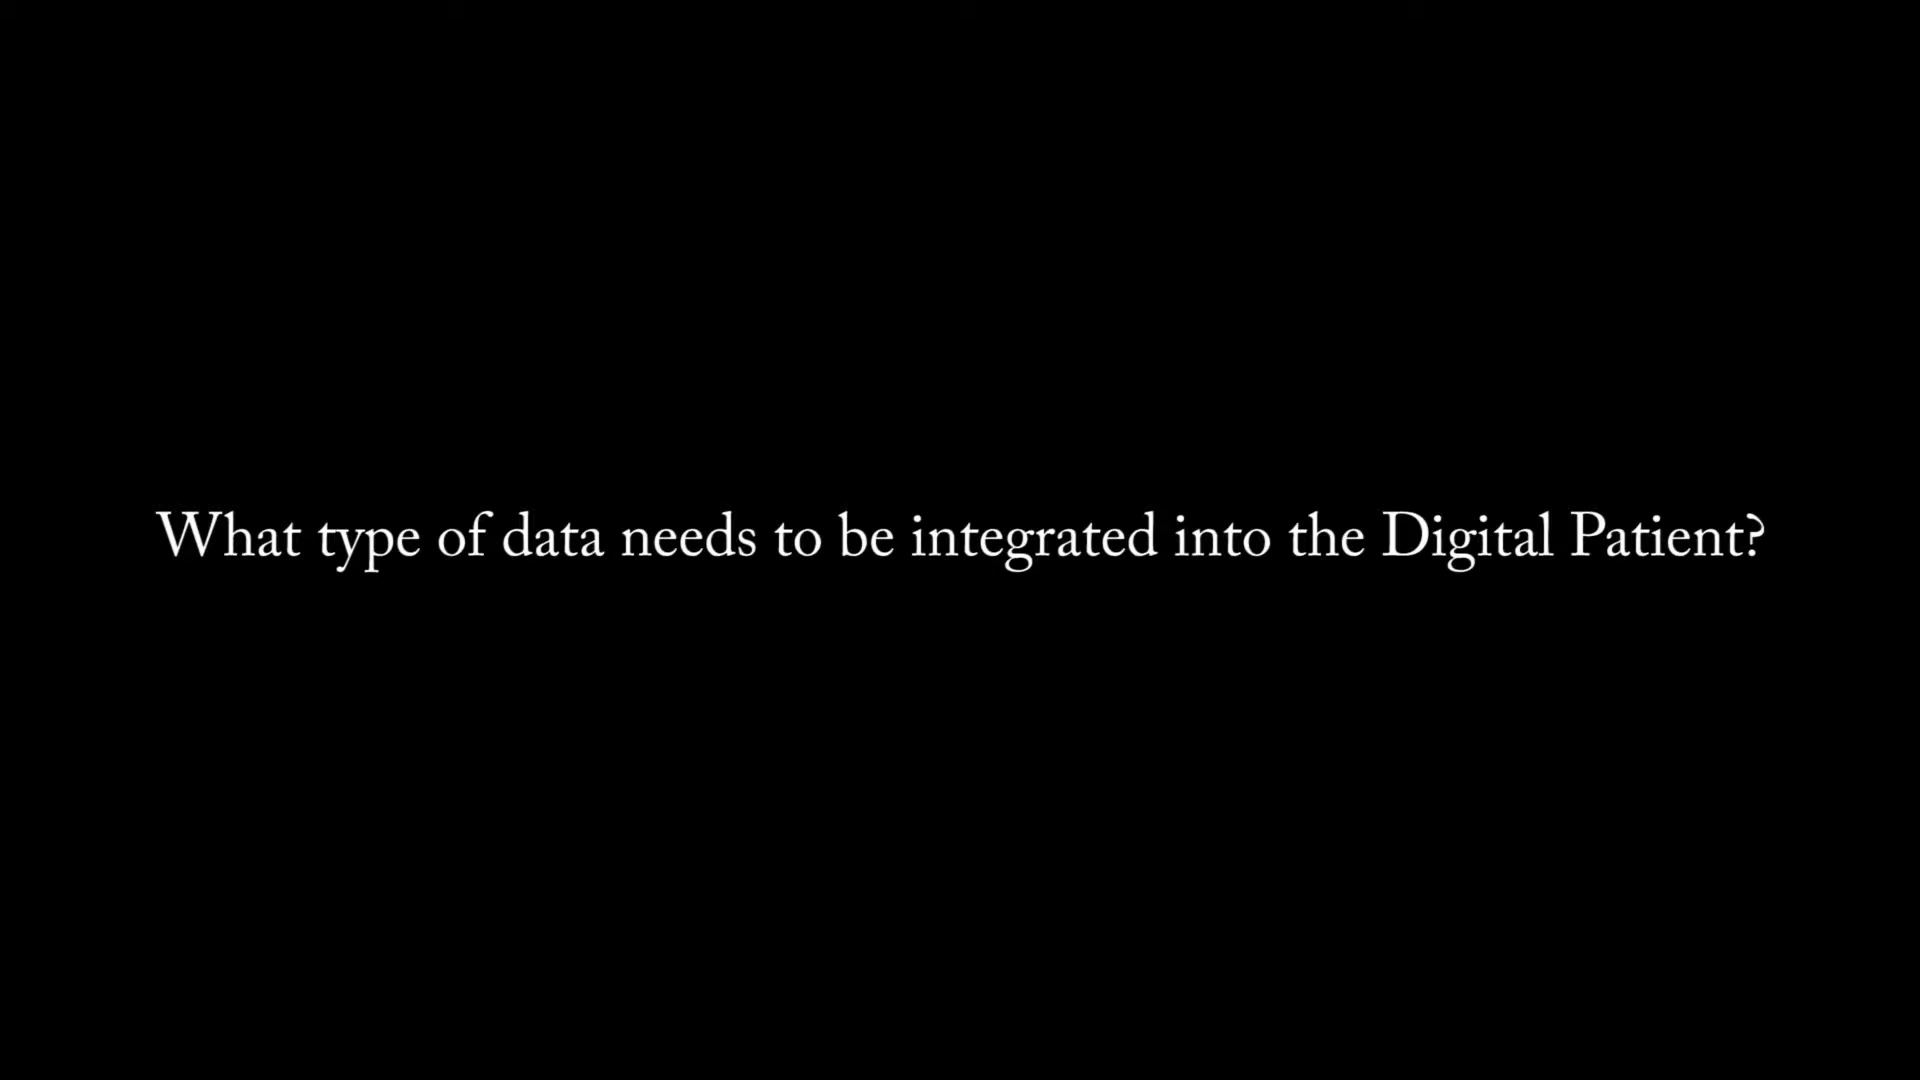 What type of data needs to be integrated into the Digital Patient?